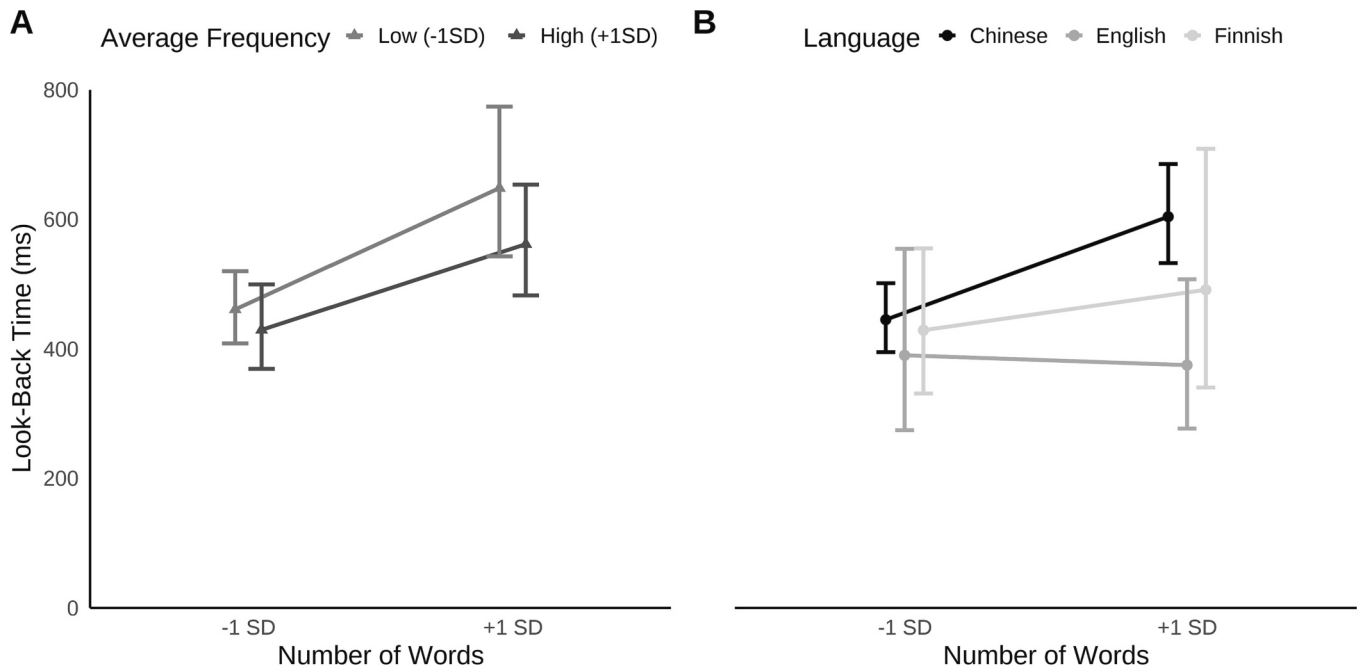 A
Average Frequency Low (-1SD) High (+1SD)
800
600
400
200
0
Look-Back Time (ms)
-1 SD +1 SD
Number of Words
B
Language Chinese English Finnish
-1 SD +1 SD
Number of Words